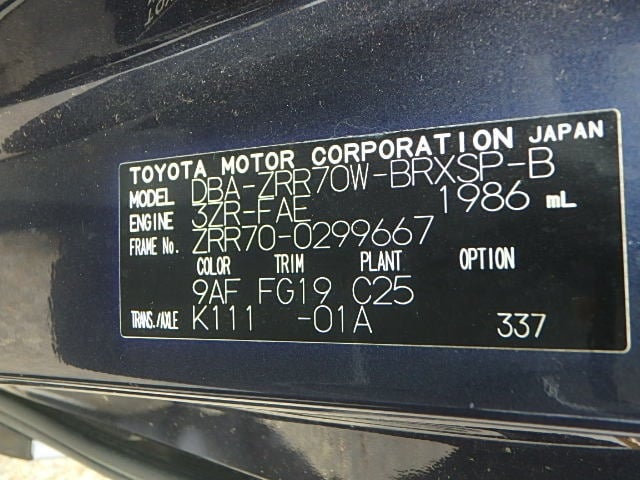 TOYOTA MOTOR CORPORATION JAPAN
MODEL DBA-ZRR70W-BRXSP-B
ENGINE 3ZR-FAE 1986 mL
FRAME No. ZRR70-0299667
COLOR TRIM PLANT OPTION
9AF FG19 C25
TRANS./AXLE K111 -01A 337